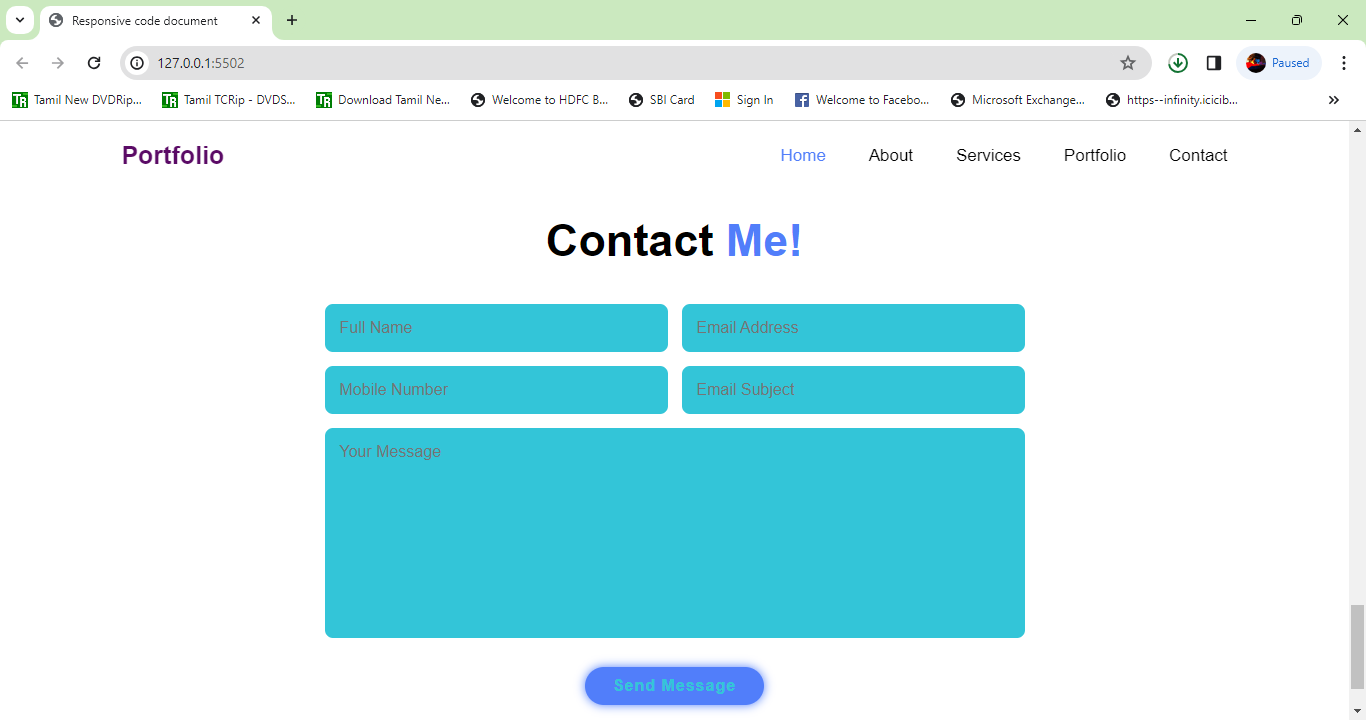 Responsive code document
127.0.0.1:5502
Paused
Tamil New DVDRip...
Tamil TCRip - DVDS...
Download Tamil Ne...
Welcome to HDFC B...
SBI Card
Sign In
Welcome to Facebo...
Microsoft Exchange...
https--infinity.icicib...
Portfolio
Home
About
Services
Portfolio
Contact
Contact Me!
Full Name
Email Address
Mobile Number
Email Subject
Your Message
Send Message